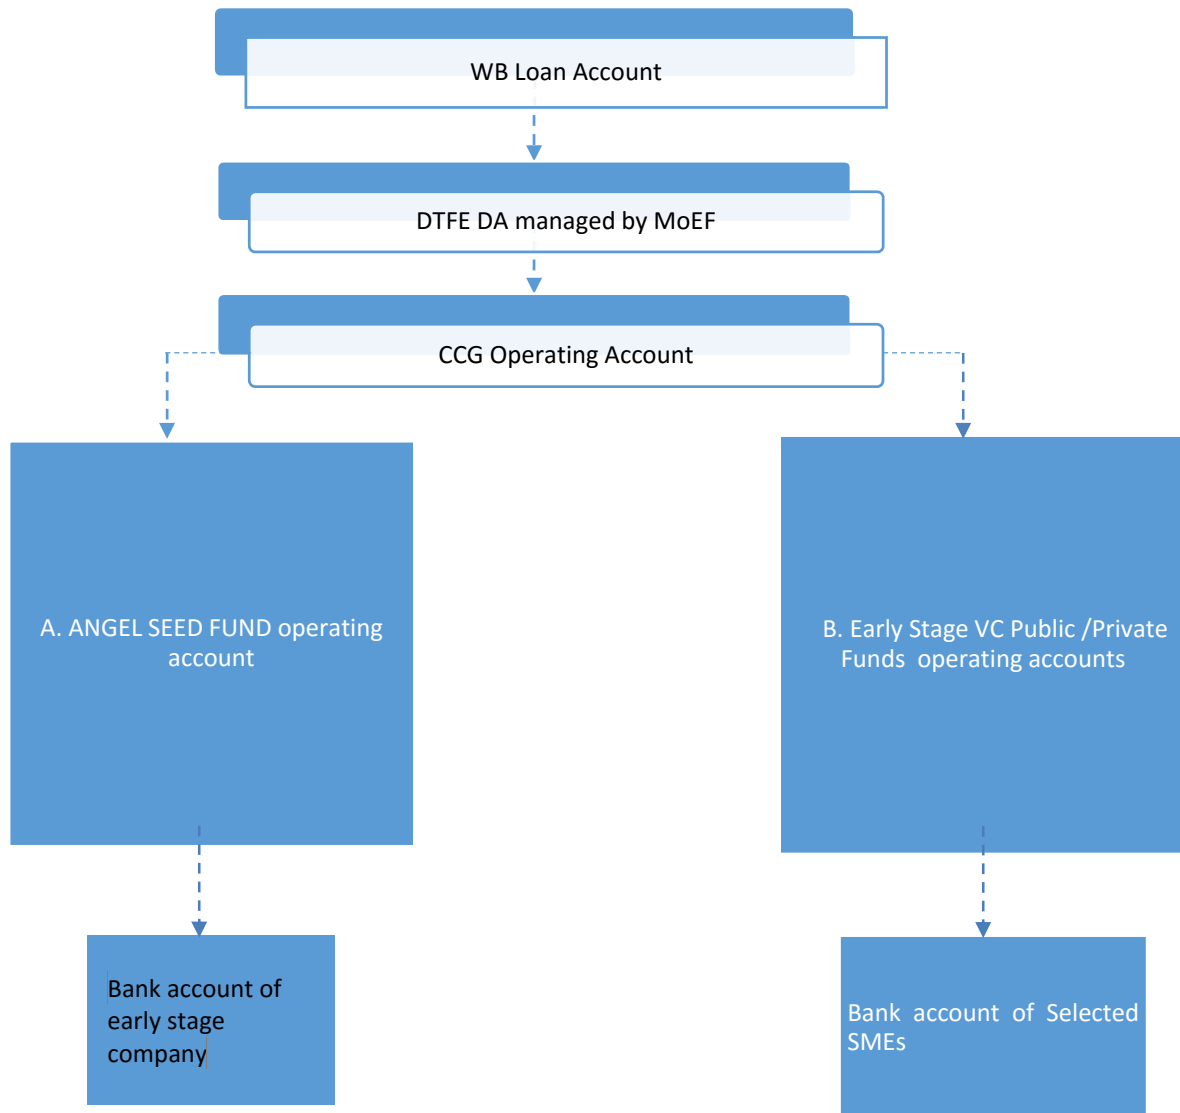 WB Loan Account
DTFE DA managed by MoEF
CCG Operating Account
A. ANGEL SEED FUND operating
account
B. Early Stage VC Public /Private
Funds operating accounts
Bank account of
early stage
company
Bank account of Selected
SMEs